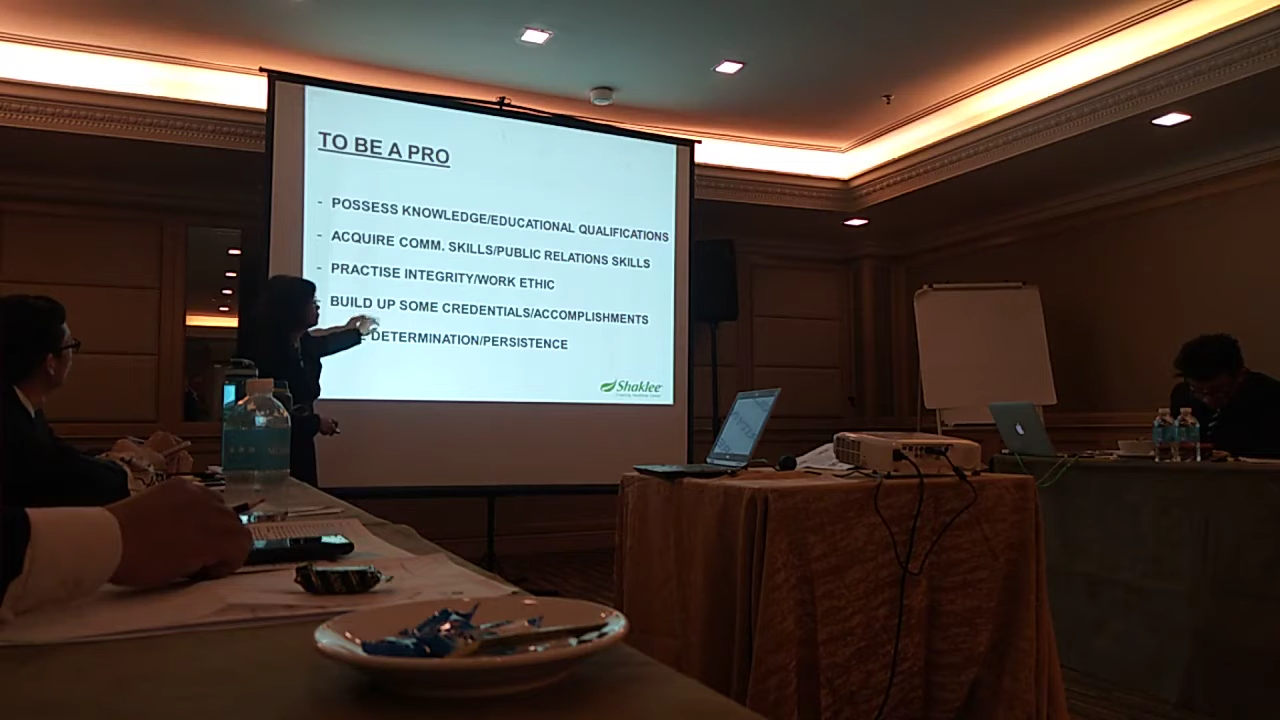 TO BE A PRO
- POSSESS KNOWLEDGE/EDUCATIONAL QUALIFICATIONS
- ACQUIRE COMM. SKILLS/PUBLIC RELATIONS SKILLS
- PRACTISE INTEGRITY/WORK ETHIC
BUILD UP SOME CREDENTIALS/ACCOMPLISHMENTS
DETERMINATION/PERSISTENCE
Shaklee